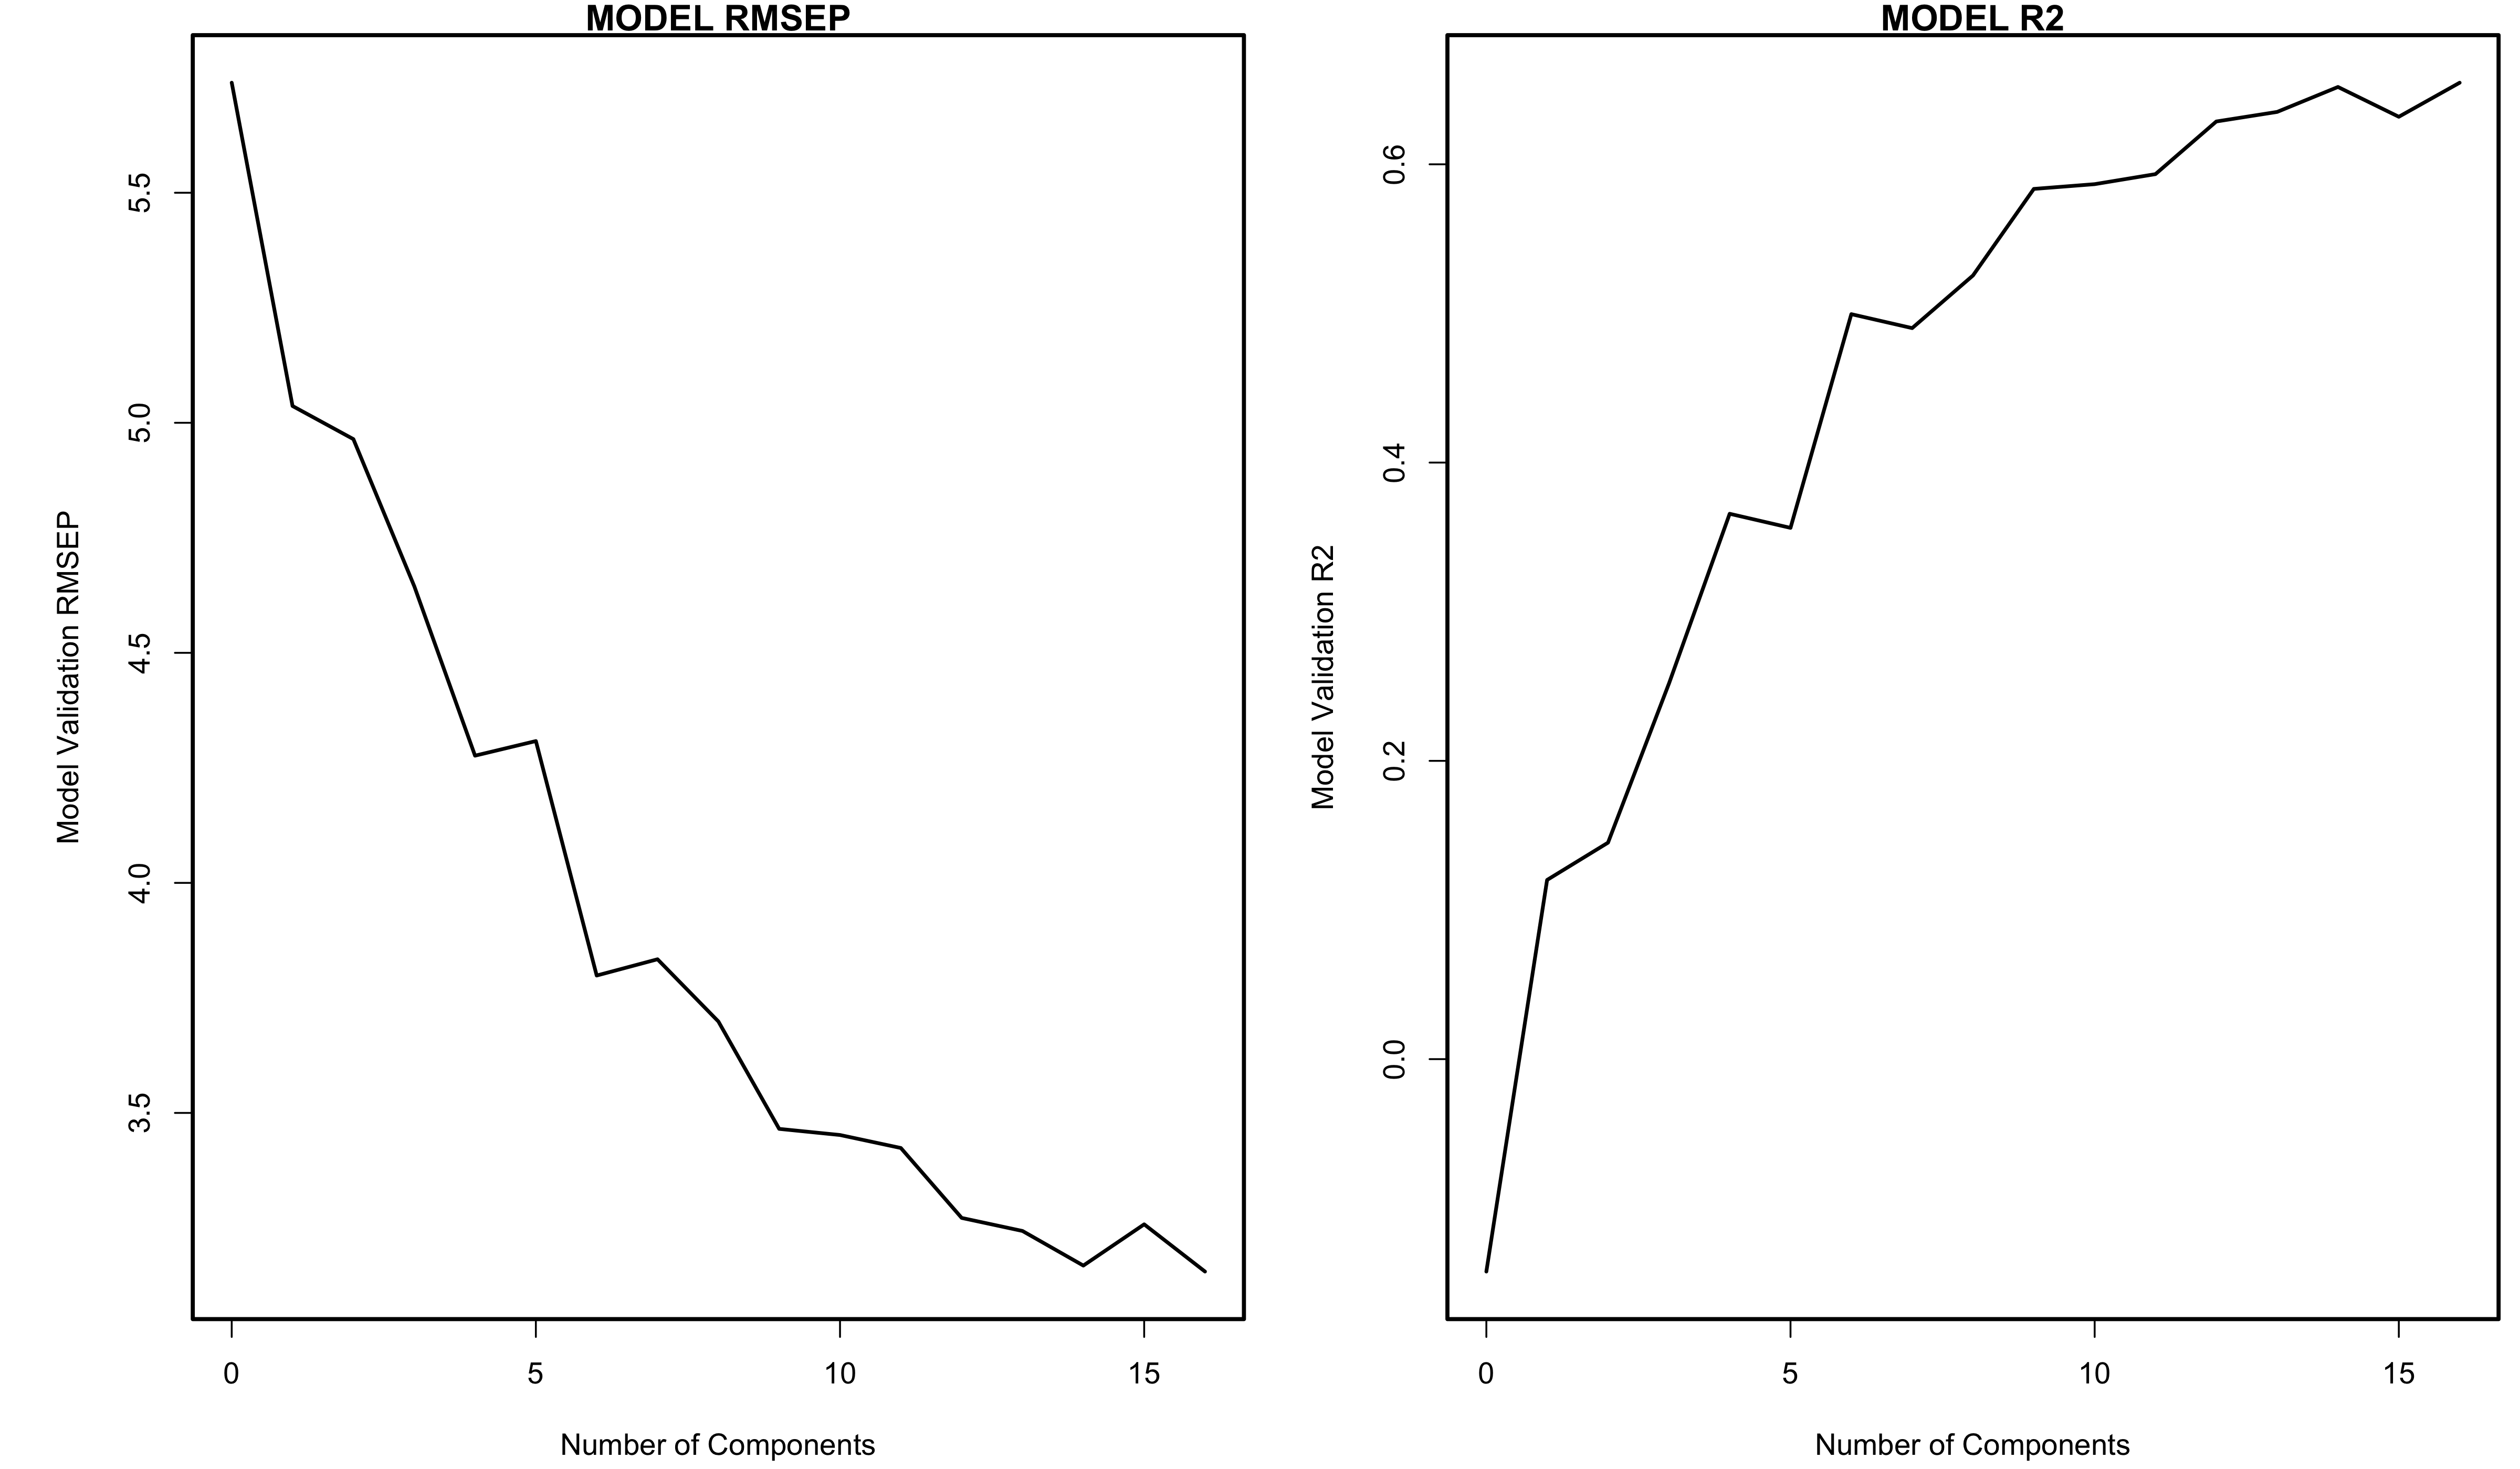 MODEL RMSEP
Model Validation RMSEP
5.5
5.0
4.5
4.0
3.5
0 5 10 15
Number of Components
MODEL R2
Model Validation R2
0.6
0.4
0.2
0.0
0 5 10 15
Number of Components